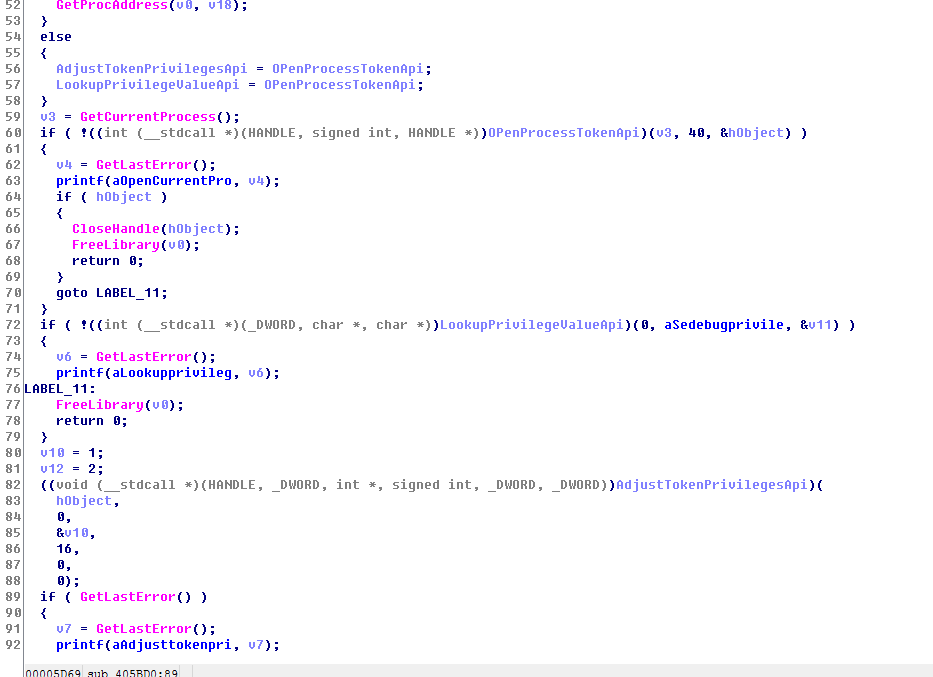 52     GetProcAddress(v0, v18);
53   }
54   else
55   {
56     AdjustTokenPrivilegesApi = OPenProcessTokenApi;
57     LookupPrivilegeValueApi = OPenProcessTokenApi;
58   }
59   v3 = GetCurrentProcess();
60   if ( !((int (__stdcall *)(HANDLE, signed int, HANDLE *))OPenProcessTokenApi)(v3, 40, &hObject) )
61   {
62     v4 = GetLastError();
63     printf(aOpenCurrentPro, v4);
64     if ( hObject )
65     {
66       CloseHandle(hObject);
67       FreeLibrary(v0);
68       return 0;
69     }
70     goto LABEL_11;
71   }
72   if ( !((int (__stdcall *)(_DWORD, char *, char *))LookupPrivilegeValueApi)(0, aSedebugprivile, &v11) )
73   {
74     v6 = GetLastError();
75     printf(aLookupprivileg, v6);
76 LABEL_11:
77     FreeLibrary(v0);
78     return 0;
79   }
80   v10 = 1;
81   v12 = 2;
82   ((void (__stdcall *)(HANDLE, _DWORD, int *, signed int, _DWORD, _DWORD))AdjustTokenPrivilegesApi)(
83     hObject,
84     0,
85     &v10,
86     16,
87     0,
88     0);
89   if ( GetLastError() )
90   {
91     v7 = GetLastError();
92     printf(aAdjusttokenpri, v7);
00005D69 sub_405BD0:89